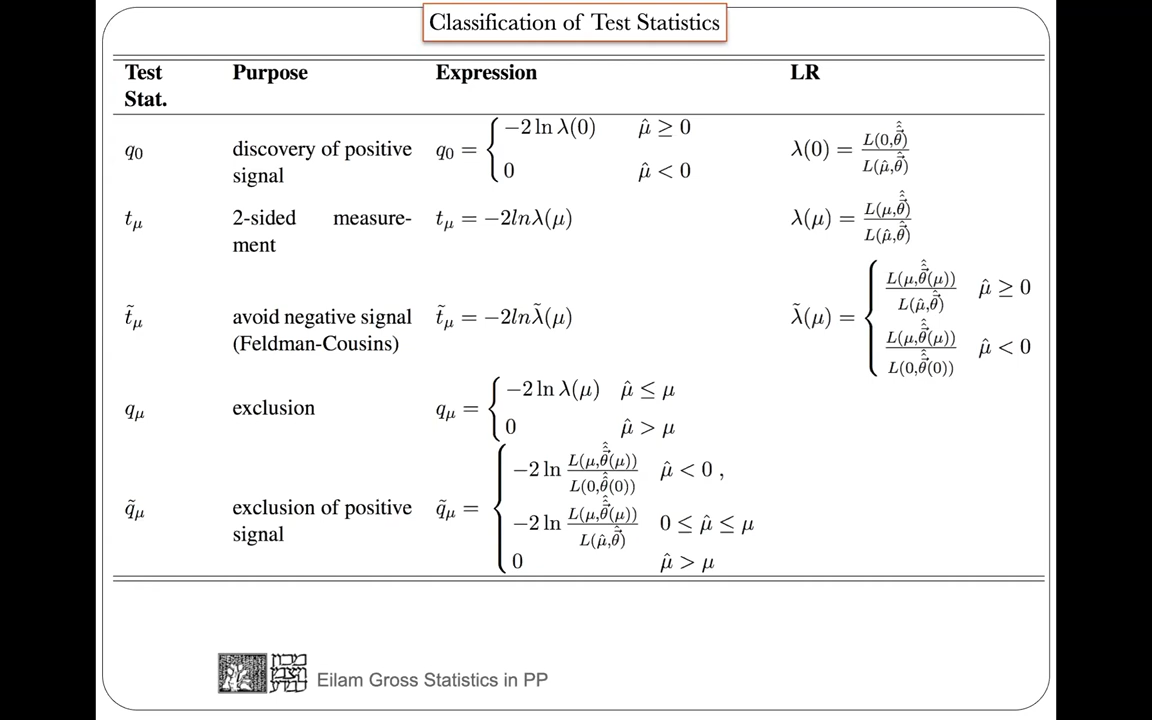 Classification of Test Statistics
Test Stat. Purpose Expression LR
q₀ discovery of positive signal q₀ = { −2 ln λ(0) μ̂ ≥ 0 ; 0 μ̂ < 0 λ(0) = L(0,θ̂̂⃗) / L(μ̂,θ̂⃗)
t_μ 2-sided measure-ment t_μ = −2lnλ(μ) λ(μ) = L(μ,θ̂̂⃗) / L(μ̂,θ̂⃗)
t̃_μ avoid negative signal (Feldman-Cousins) t̃_μ = −2lnλ̃(μ) λ̃(μ) = { L(μ,θ̂̂⃗(μ)) / L(μ̂,θ̂⃗) μ̂ ≥ 0 ; L(μ,θ̂̂⃗(μ)) / L(0,θ̂̂⃗(0)) μ̂ < 0
q_μ exclusion q_μ = { −2 ln λ(μ) μ̂ ≤ μ ; 0 μ̂ > μ
q̃_μ exclusion of positive signal q̃_μ = { −2 ln L(μ,θ̂̂⃗(μ)) / L(0,θ̂̂⃗(0)) μ̂ < 0 , ; −2 ln L(μ,θ̂̂⃗(μ)) / L(μ̂,θ̂⃗) 0 ≤ μ̂ ≤ μ ; 0 μ̂ > μ
Eilam Gross Statistics in PP